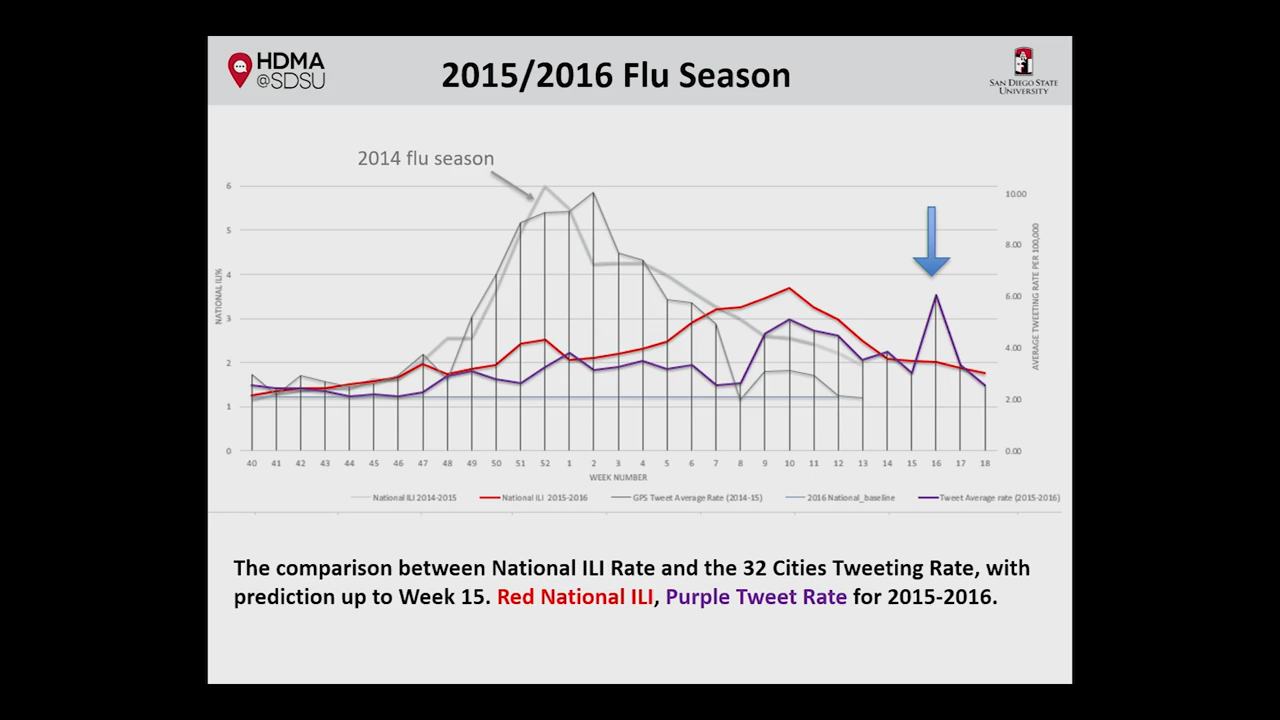 HDMA
@SDSU
2015/2016 Flu Season
SAN DIEGO STATE
UNIVERSITY
2014 flu season
6
5
4
3
2
1
0
NATIONAL ILI%
10.00
8.00
6.00
4.00
2.00
0.00
AVERAGE TWEETING RATE PER 100,000
40 41 42 43 44 45 46 47 48 49 50 51 52 1 2 3 4 5 6 7 8 9 10 11 12 13 14 15 16 17 18
WEEK NUMBER
National ILI 2014-2015 National ILI 2015-2016 GPS Tweet Average Rate (2014-15) 2016 National_baseline Tweet Average rate (2015-2016)
The comparison between National ILI Rate and the 32 Cities Tweeting Rate, with
prediction up to Week 15. Red National ILI, Purple Tweet Rate for 2015-2016.